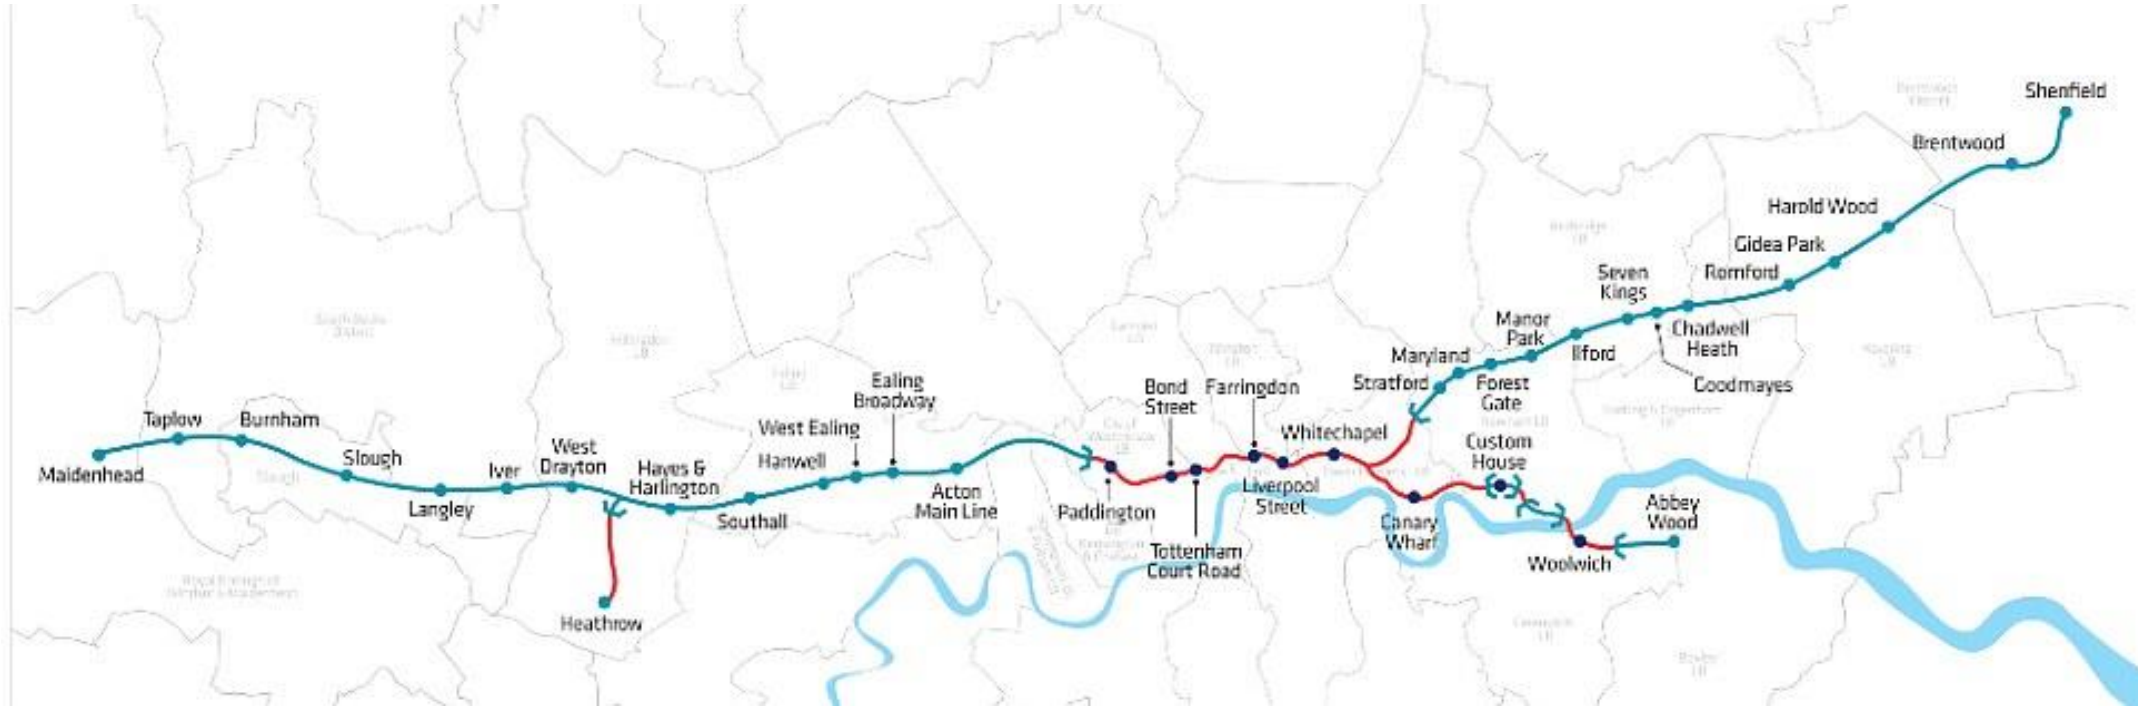 Shenfield
Brentwood
Harold Wood
Gidea Park
Romford
Seven
Kings
Chadwell
Heath
Goodmayes
Manor
Park
Ilford
Maryland
Forest
Gate
Stratford
Custom
House
Whitechapel
Farringdon
Bond
Street
Ealing
Broadway
West Ealing
Hanwell
Taplow
Burnham
Maidenhead
Slough
Langley
Iver
West
Drayton
Hayes &
Harlington
Southall
Acton
Main Line
Paddington
Tottenham
Court Road
Liverpool
Street
Canary
Wharf
Woolwich
Abbey
Wood
Heathrow
Slough